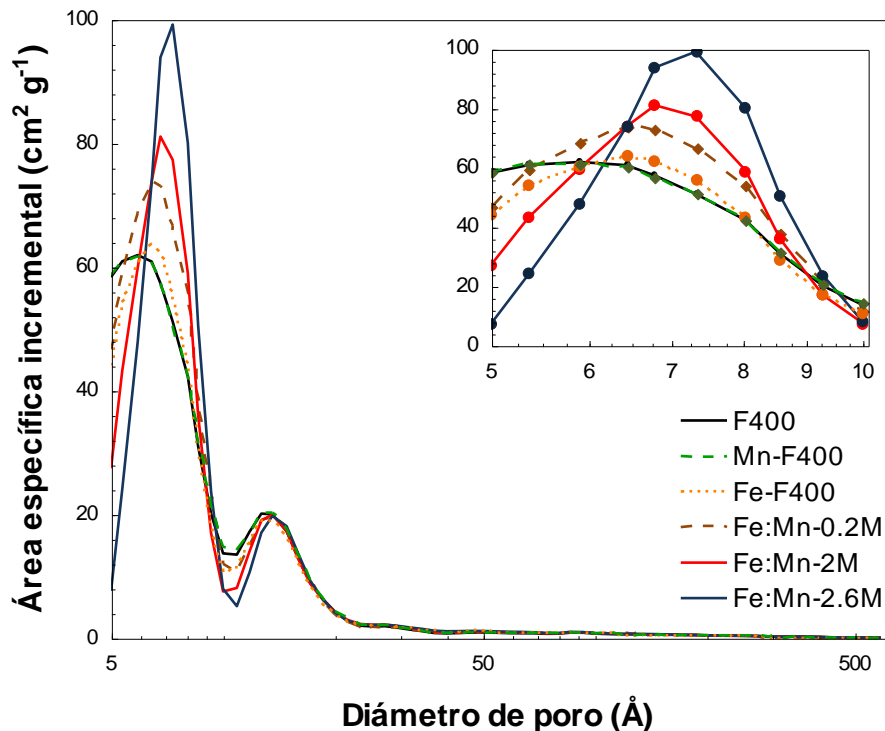 Área específica incremental (cm² g⁻¹)
100
80
60
40
20
0
5
50
500
Diámetro de poro (Å)
100
80
60
40
20
0
5
6
7
8
9
10
F400
Mn-F400
Fe-F400
Fe:Mn-0.2M
Fe:Mn-2M
Fe:Mn-2.6M